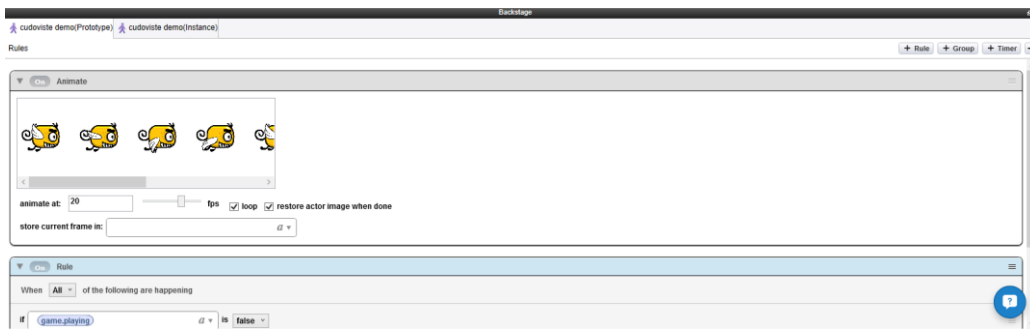 Backstage
cudoviste demo(Prototype) cudoviste demo(Instance)
Rules + Rule + Group + Timer
On Animate
animate at: 20 fps loop restore actor image when done
store current frame in: a
On Rule
When All of the following are happening
if game.playing a is false
?